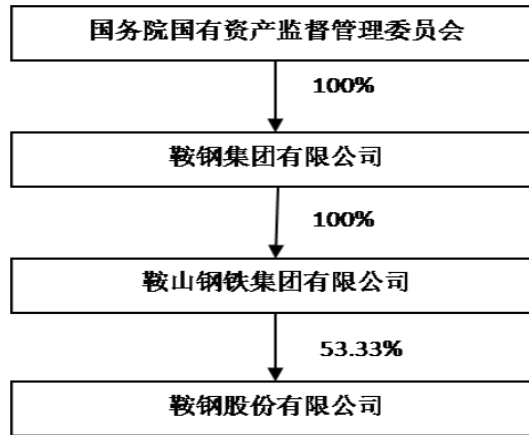 国务院国有资产监督管理委员会
100%
鞍钢集团有限公司
100%
鞍山钢铁集团有限公司
53.33%
鞍钢股份有限公司